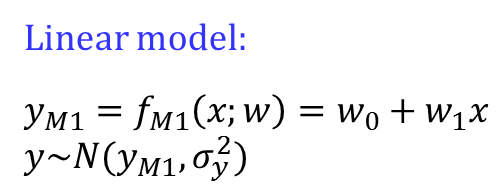 Linear model:
y_{M1} = f_{M1}(x; w) = w_0 + w_1x
y~N(y_{M1}, σ_y^2)